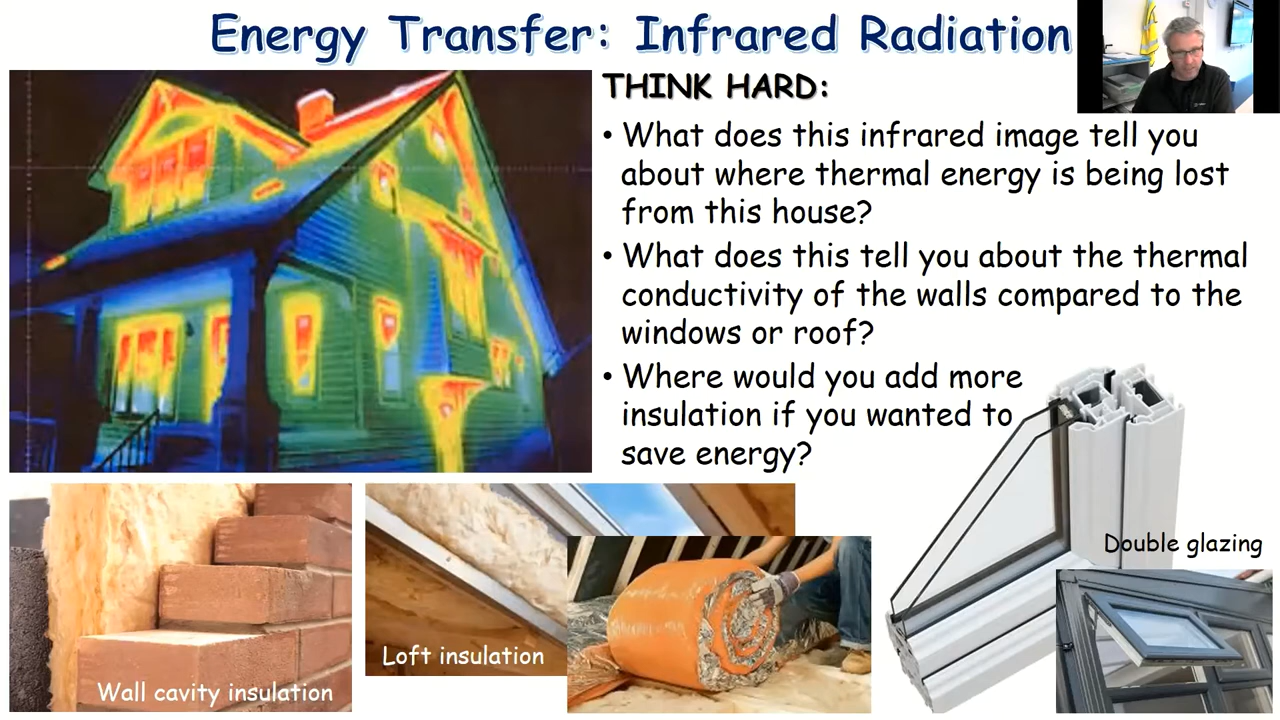 Energy Transfer: Infrared Radiation
THINK HARD:
• What does this infrared image tell you
about where thermal energy is being lost
from this house?
• What does this tell you about the thermal
conductivity of the walls compared to the
windows or roof?
• Where would you add more
insulation if you wanted to
save energy?
Wall cavity insulation
Loft insulation
Double glazing